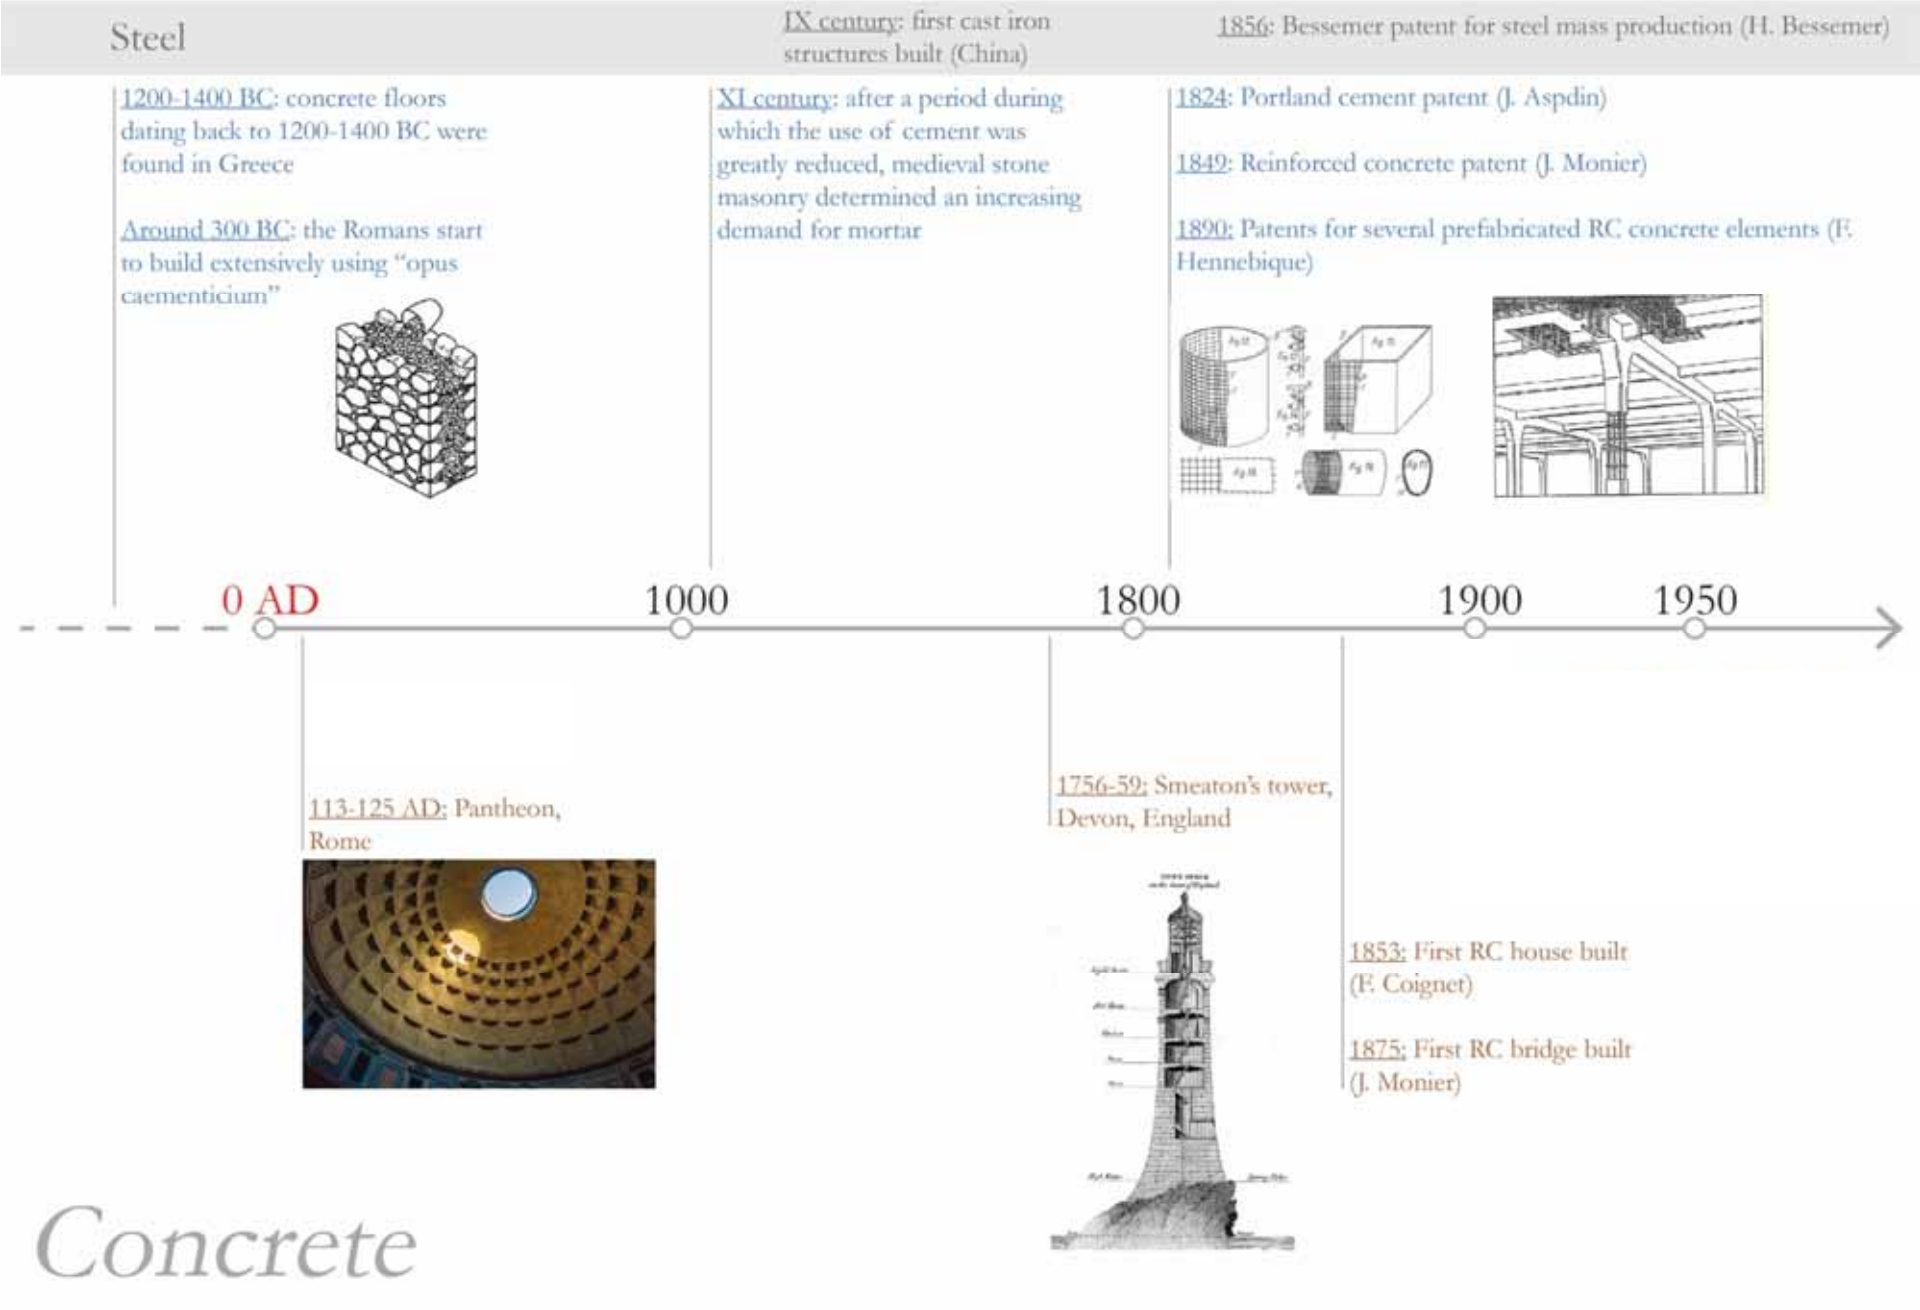 Steel
IX century: first cast iron
structures built (China)
1856: Bessemer patent for steel mass production (H. Bessemer)
1200-1400 BC: concrete floors
dating back to 1200-1400 BC were
found in Greece
Around 300 BC: the Romans start
to build extensively using “opus
caementicium”
XI century: after a period during
which the use of cement was
greatly reduced, medieval stone
masonry determined an increasing
demand for mortar
1824: Portland cement patent (J. Aspdin)
1849: Reinforced concrete patent (J. Monier)
1890: Patents for several prefabricated RC concrete elements (F.
Hennebique)
0 AD
1000
1800
1900
1950
113-125 AD: Pantheon,
Rome
1756-59: Smeaton’s tower,
Devon, England
1853: First RC house built
(F. Coignet)
1875: First RC bridge built
(J. Monier)
Concrete